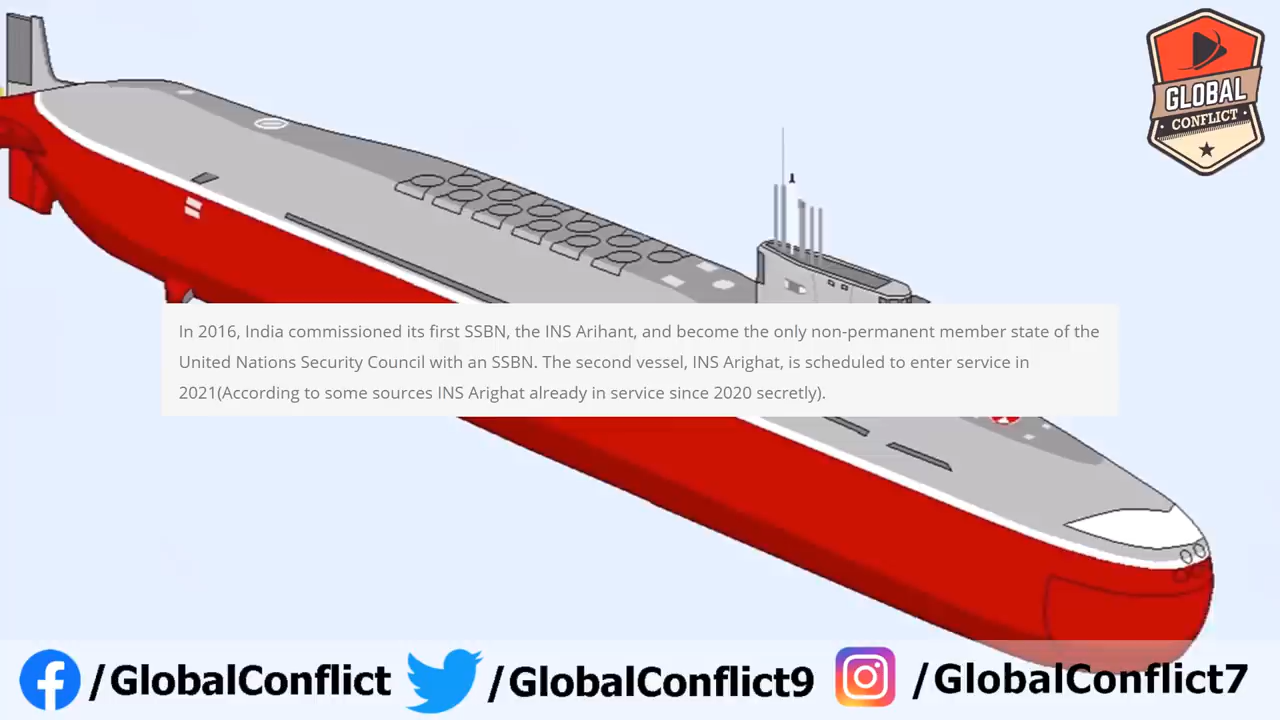 GLOBAL
CONFLICT
In 2016, India commissioned its first SSBN, the INS Arihant, and become the only non-permanent member state of the
United Nations Security Council with an SSBN. The second vessel, INS Arighat, is scheduled to enter service in
2021(According to some sources INS Arighat already in service since 2020 secretly).
/GlobalConflict /GlobalConflict9 /GlobalConflict7